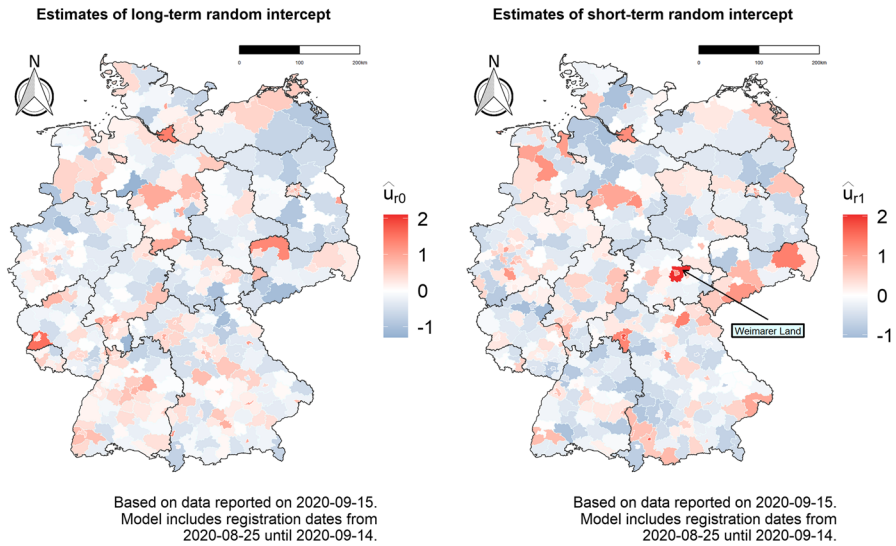 Estimates of long-term random intercept
N
0 100 200km
û_r0
2
1
0
-1
Based on data reported on 2020-09-15.
Model includes registration dates from
2020-08-25 until 2020-09-14.
Estimates of short-term random intercept
N
0 100 200km
û_r1
2
1
0
-1
Weimarer Land
Based on data reported on 2020-09-15.
Model includes registration dates from
2020-08-25 until 2020-09-14.